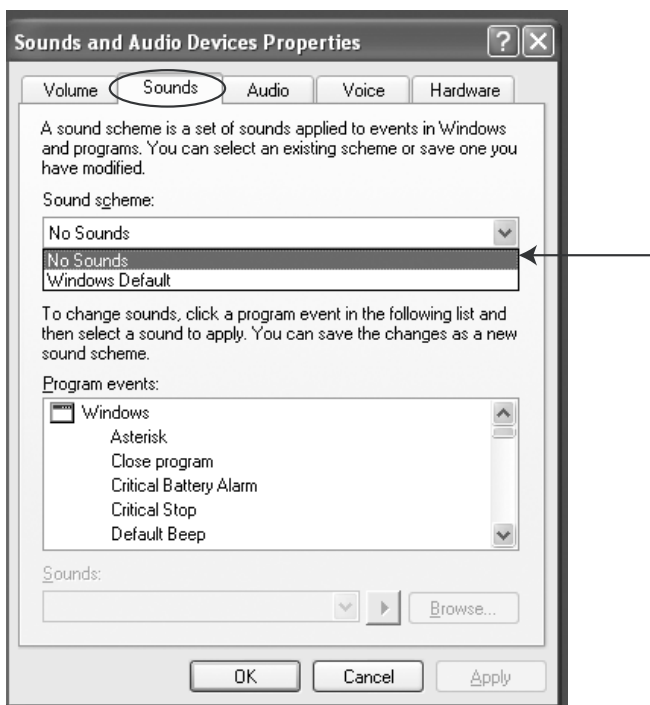 Sounds and Audio Devices Properties
Volume Sounds Audio Voice Hardware
A sound scheme is a set of sounds applied to events in Windows
and programs. You can select an existing scheme or save one you
have modified.
Sound scheme:
No Sounds
No Sounds
Windows Default
To change sounds, click a program event in the following list and
then select a sound to apply. You can save the changes as a new
sound scheme.
Program events:
Windows
Asterisk
Close program
Critical Battery Alarm
Critical Stop
Default Beep
Sounds:
Browse...
OK Cancel Apply